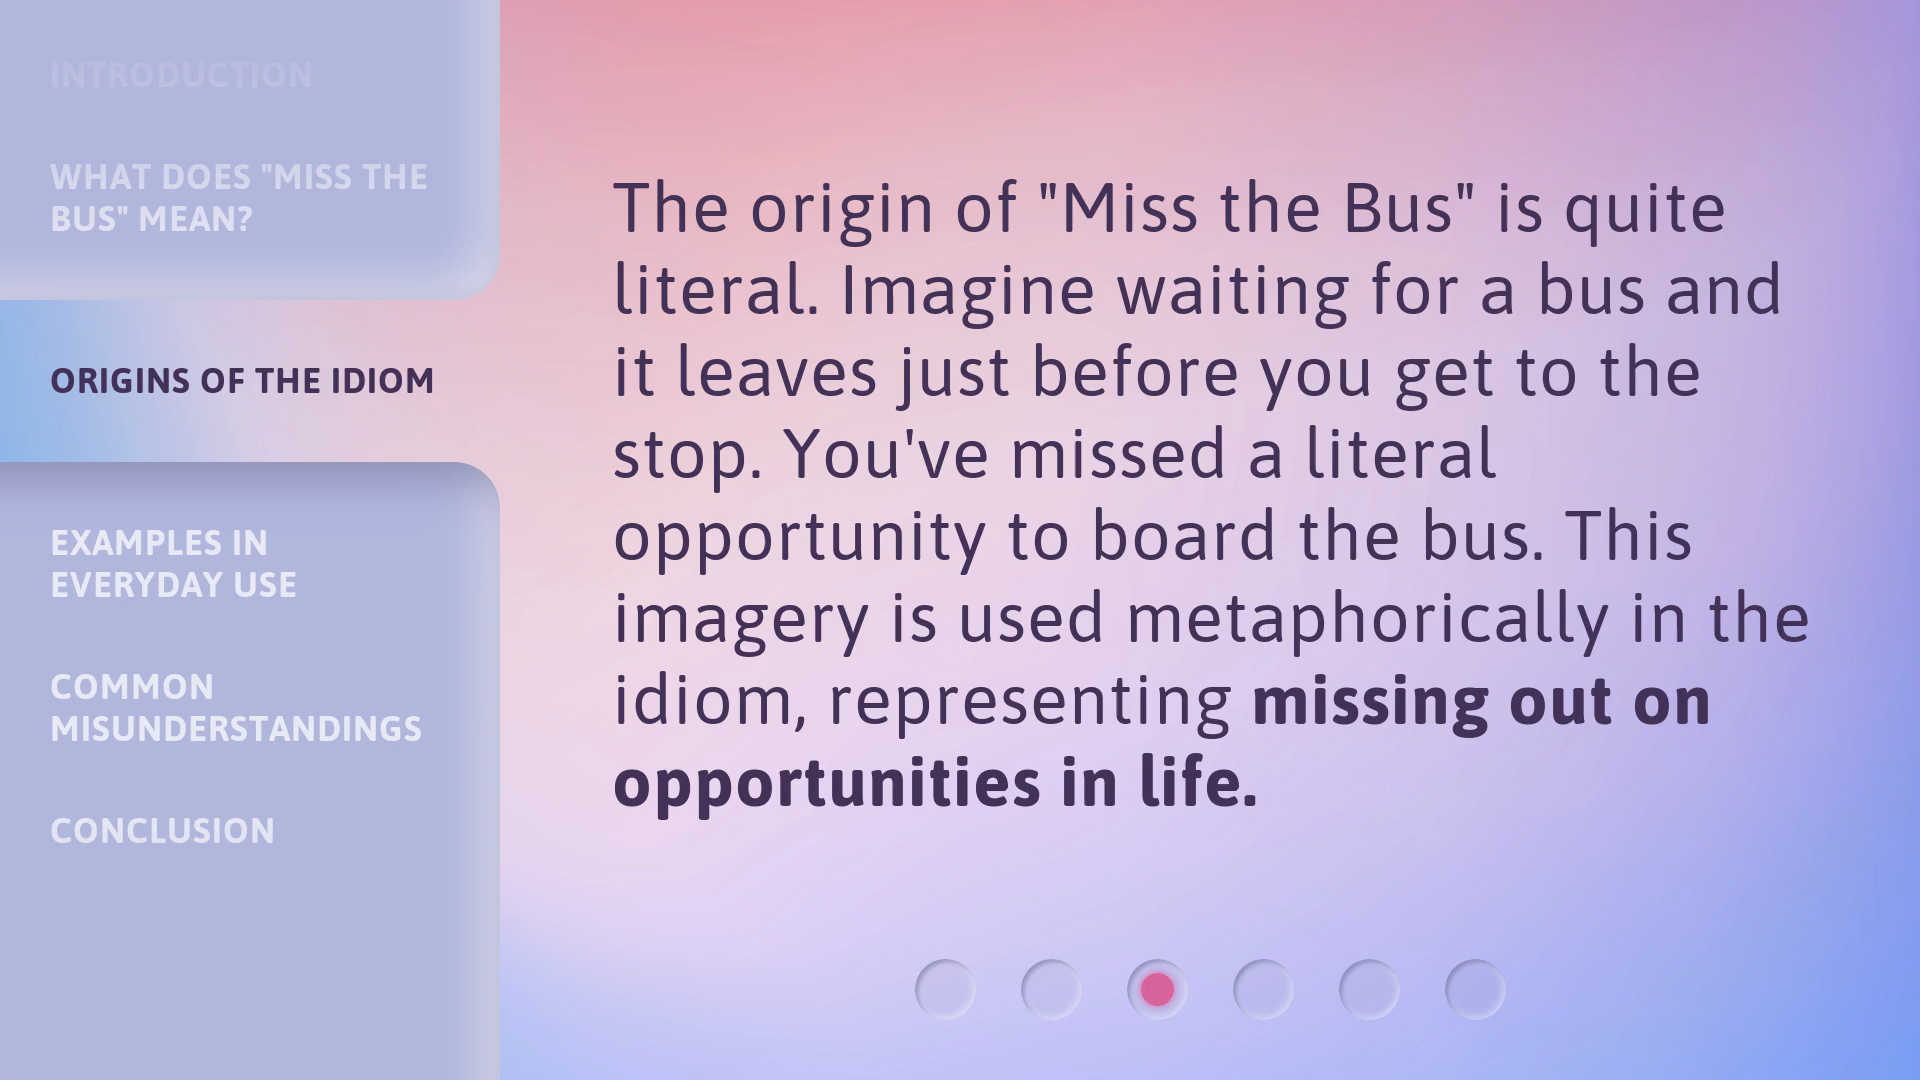 INTRODUCTION
WHAT DOES "MISS THE
BUS" MEAN?
ORIGINS OF THE IDIOM
EXAMPLES IN
EVERYDAY USE
COMMON
MISUNDERSTANDINGS
CONCLUSION
The origin of "Miss the Bus" is quite
literal. Imagine waiting for a bus and
it leaves just before you get to the
stop. You've missed a literal
opportunity to board the bus. This
imagery is used metaphorically in the
idiom, representing missing out on
opportunities in life.